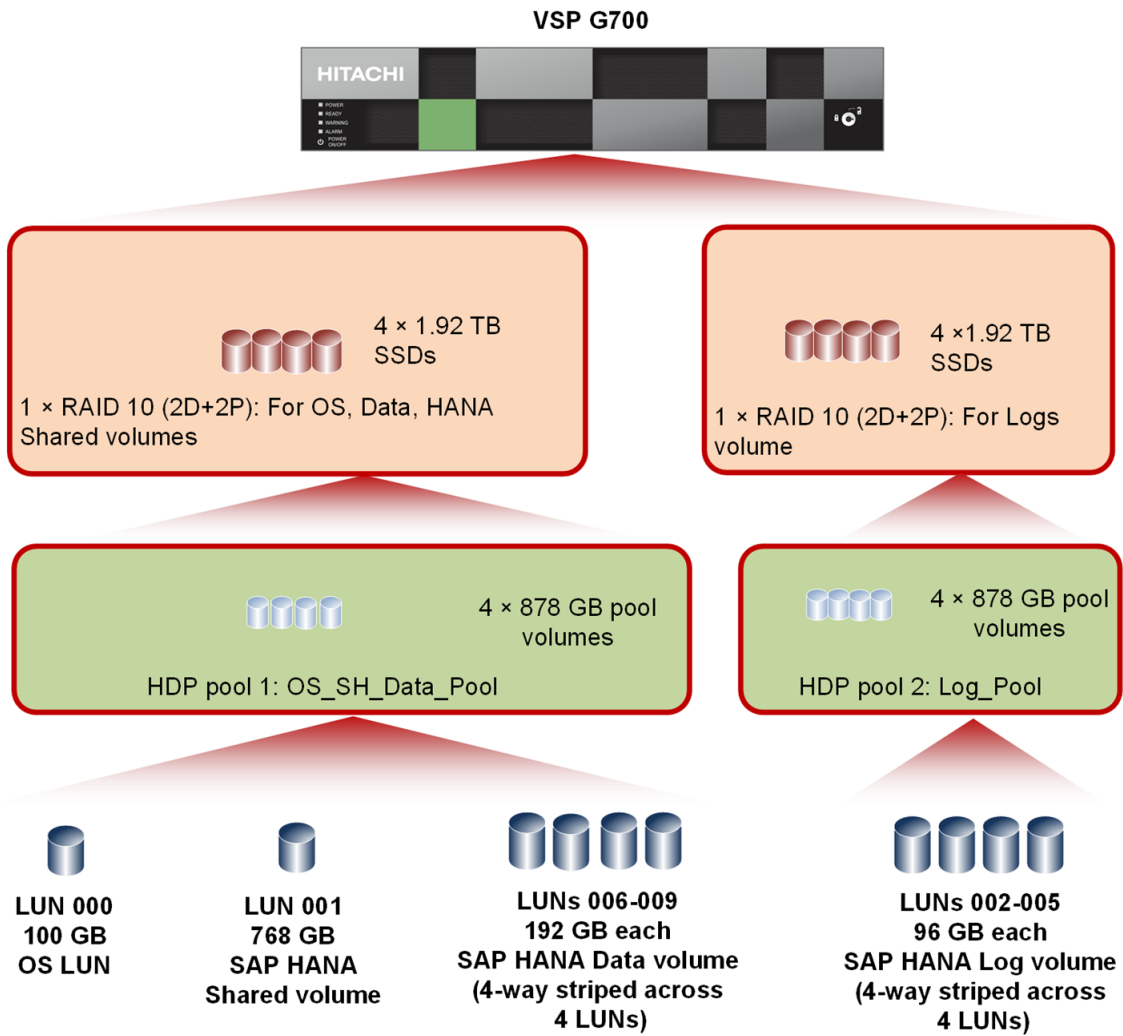 VSP G700
HITACHI
POWER
READY
WARNING
ALARM
POWER
ON/OFF
4 × 1.92 TB
SSDs
1 × RAID 10 (2D+2P): For OS, Data, HANA
Shared volumes
4 ×1.92 TB
SSDs
1 × RAID 10 (2D+2P): For Logs
volume
4 × 878 GB pool
volumes
HDP pool 1: OS_SH_Data_Pool
4 × 878 GB pool
volumes
HDP pool 2: Log_Pool
LUN 000
100 GB
OS LUN
LUN 001
768 GB
SAP HANA
Shared volume
LUNs 006-009
192 GB each
SAP HANA Data volume
(4-way striped across
4 LUNs)
LUNs 002-005
96 GB each
SAP HANA Log volume
(4-way striped across
4 LUNs)